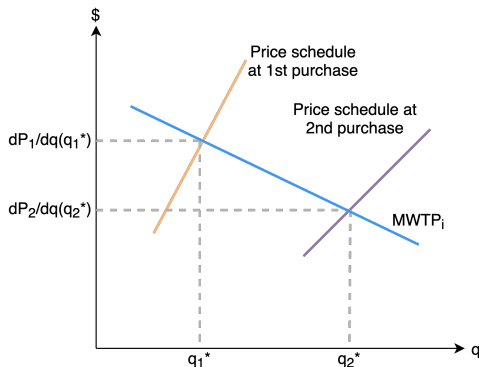 $
Price schedule
at 1st purchase
Price schedule at
2nd purchase
dP₁/dq(q₁*)
dP₂/dq(q₂*)
MWTPᵢ
q₁*
q₂*
q